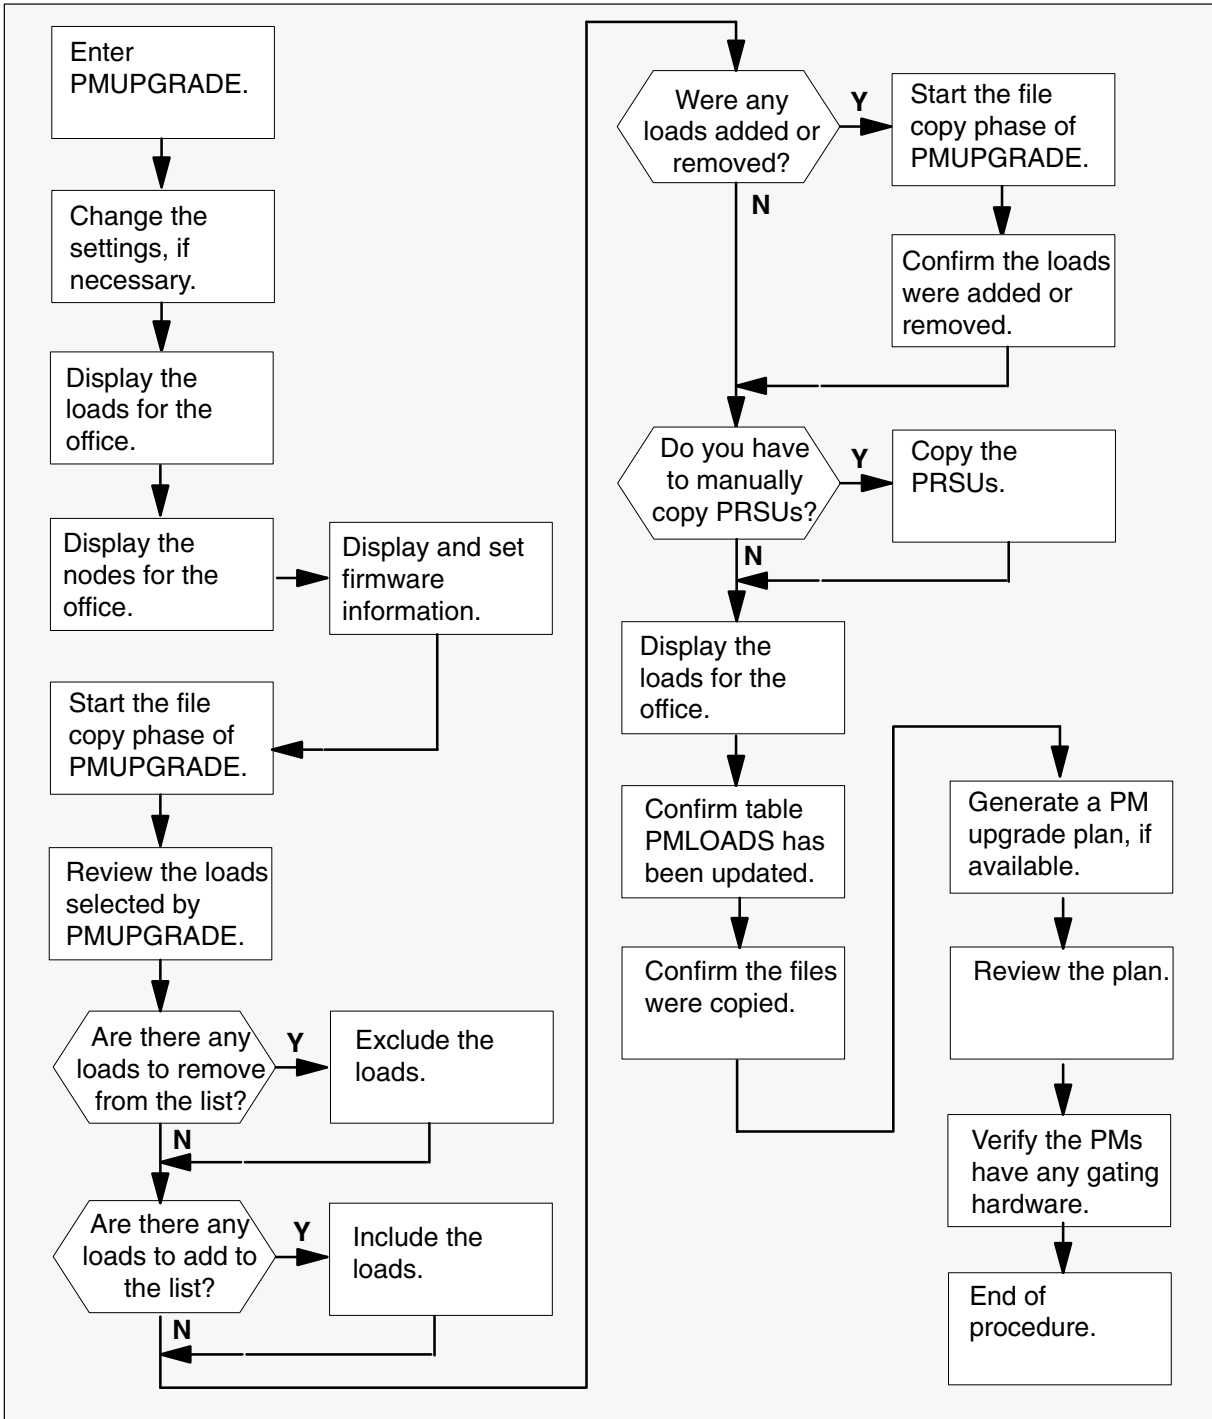 Enter
PMUPGRADE.
Change the
settings, if
necessary.
Display the
loads for the
office.
Display the
nodes for the
office.
Display and set
firmware
information.
Start the file
copy phase of
PMUPGRADE.
Review the loads
selected by
PMUPGRADE.
Are there any
loads to remove
from the list?
Y
Exclude the
loads.
N
Are there any
loads to add to
the list?
Y
Include the
loads.
N
Were any
loads added or
removed?
Y
Start the file
copy phase of
PMUPGRADE.
N
Confirm the loads
were added or
removed.
Do you have
to manually
copy PRSUs?
Y
Copy the
PRSUs.
N
Display the
loads for the
office.
Confirm table
PMLOADS has
been updated.
Confirm the files
were copied.
Generate a PM
upgrade plan, if
available.
Review the plan.
Verify the PMs
have any gating
hardware.
End of
procedure.